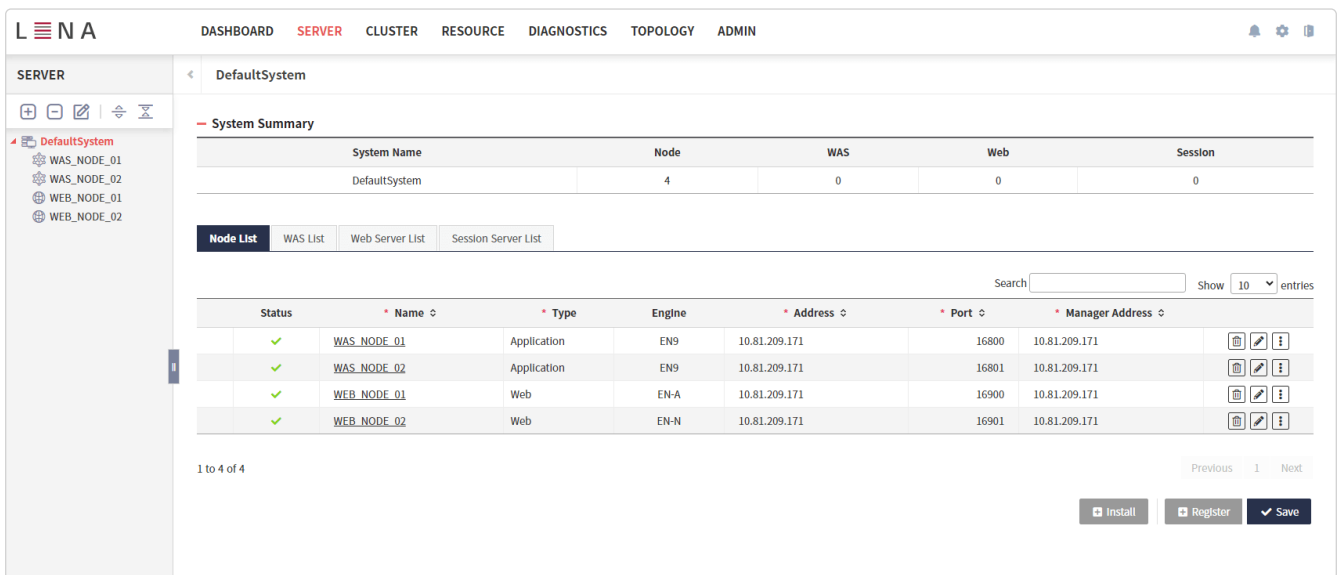 LENA DASHBOARD SERVER CLUSTER RESOURCE DIAGNOSTICS TOPOLOGY ADMIN
SERVER
DefaultSystem
WAS_NODE_01
WAS_NODE_02
WEB_NODE_01
WEB_NODE_02
DefaultSystem
System Summary
System Name Node WAS Web Session
DefaultSystem 4 0 0 0
Node List WAS List Web Server List Session Server List
Search Show 10 entries
Status * Name * Type Engine * Address * Port * Manager Address
WAS_NODE_01 Application EN9 10.81.209.171 16800 10.81.209.171
WAS_NODE_02 Application EN9 10.81.209.171 16801 10.81.209.171
WEB_NODE_01 Web EN-A 10.81.209.171 16900 10.81.209.171
WEB_NODE_02 Web EN-N 10.81.209.171 16901 10.81.209.171
1 to 4 of 4
Previous 1 Next
Install Register Save